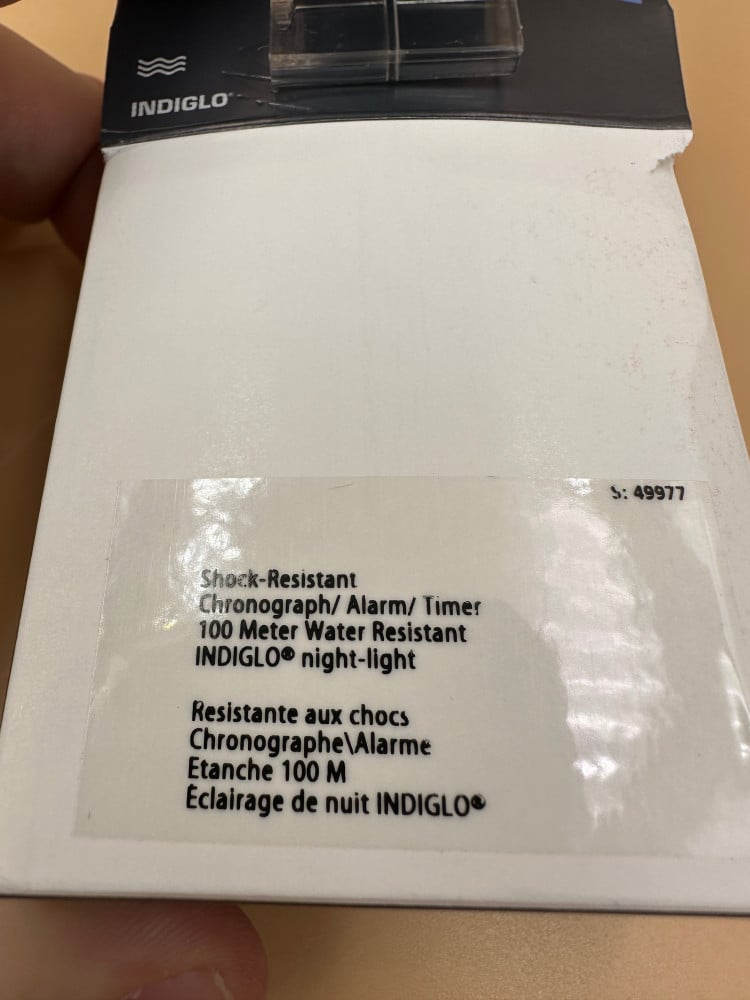 INDIGLO®
S: 49977
Shock-Resistant
Chronograph/ Alarm/ Timer
100 Meter Water Resistant
INDIGLO® night-light
Resistante aux chocs
Chronographe\Alarme
Etanche 100 M
Éclairage de nuit INDIGLO®